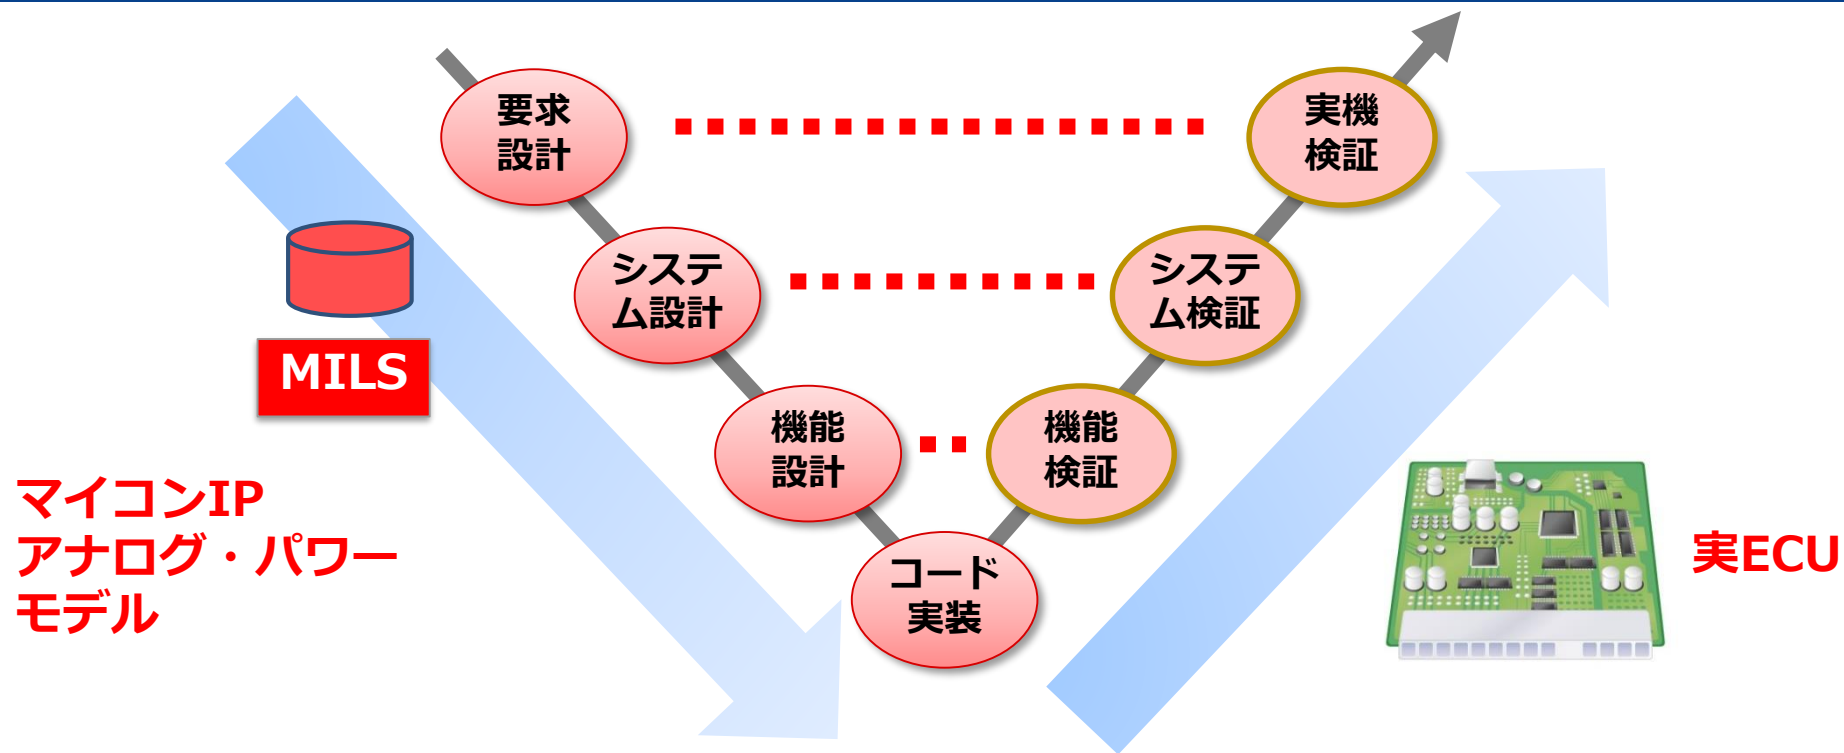 要求
設計
実機
検証
システ
ム設計
システ
ム検証
MILS
機能
設計
機能
検証
マイコンIP
アナログ・パワー
モデル
コード
実装
実ECU